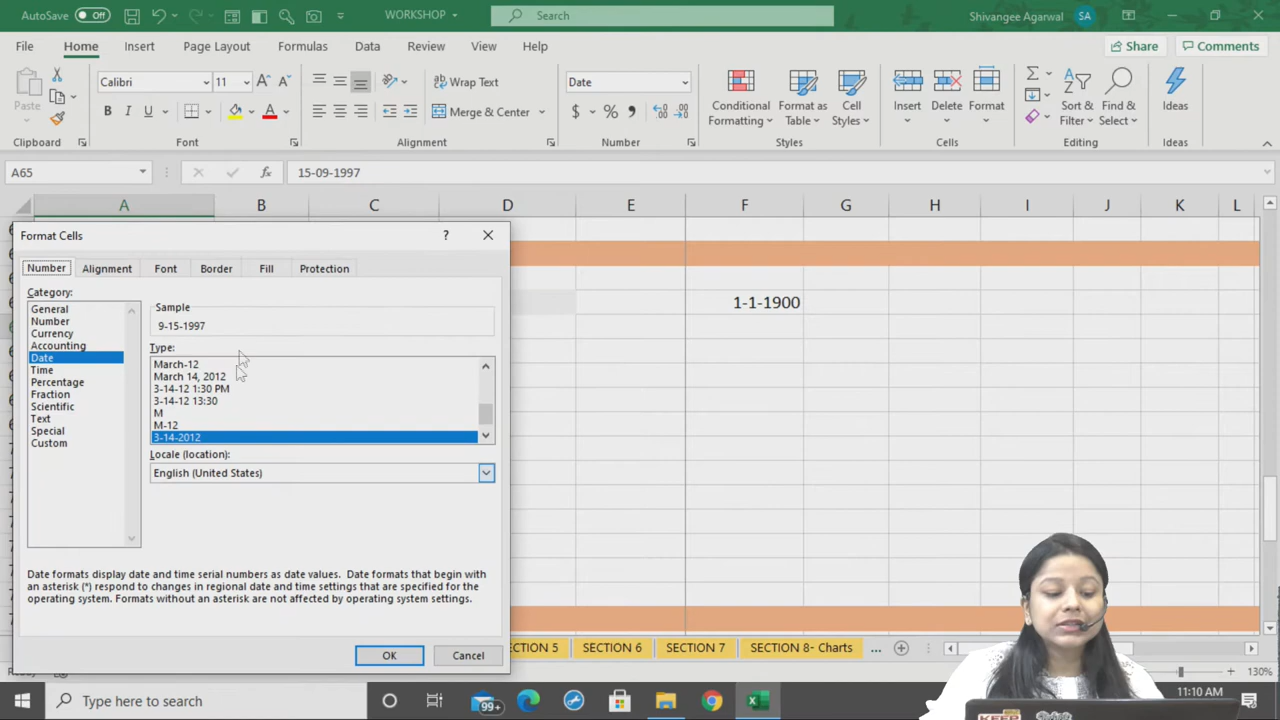 AutoSave Off
WORKSHOP
Search
Shivangee Agarwal SA
File Home Insert Page Layout Formulas Data Review View Help
Share Comments
Paste
Calibri 11
B I U
Wrap Text
Merge & Center
Date
$ % ,
Conditional Formatting
Format as Table
Cell Styles
Insert
Delete
Format
Sort & Filter
Find & Select
Ideas
Clipboard Font Alignment Number Styles Cells Editing Ideas
A65 fx 15-09-1997
A B C D E F G H I J K L
1-1-1900
Format Cells ?
Number Alignment Font Border Fill Protection
Category:
General
Number
Currency
Accounting
Date
Time
Percentage
Fraction
Scientific
Text
Special
Custom
Sample
9-15-1997
Type:
March-12
March 14, 2012
3-14-12 1:30 PM
3-14-12 13:30
M
M-12
3-14-2012
Locale (location):
English (United States)
Date formats display date and time serial numbers as date values. Date formats that begin with
an asterisk (*) respond to changes in regional date and time settings that are specified for the
operating system. Formats without an asterisk are not affected by operating system settings.
OK Cancel
SECTION 5 SECTION 6 SECTION 7 SECTION 8- Charts ...
130%
Type here to search
99+
11:10 AM